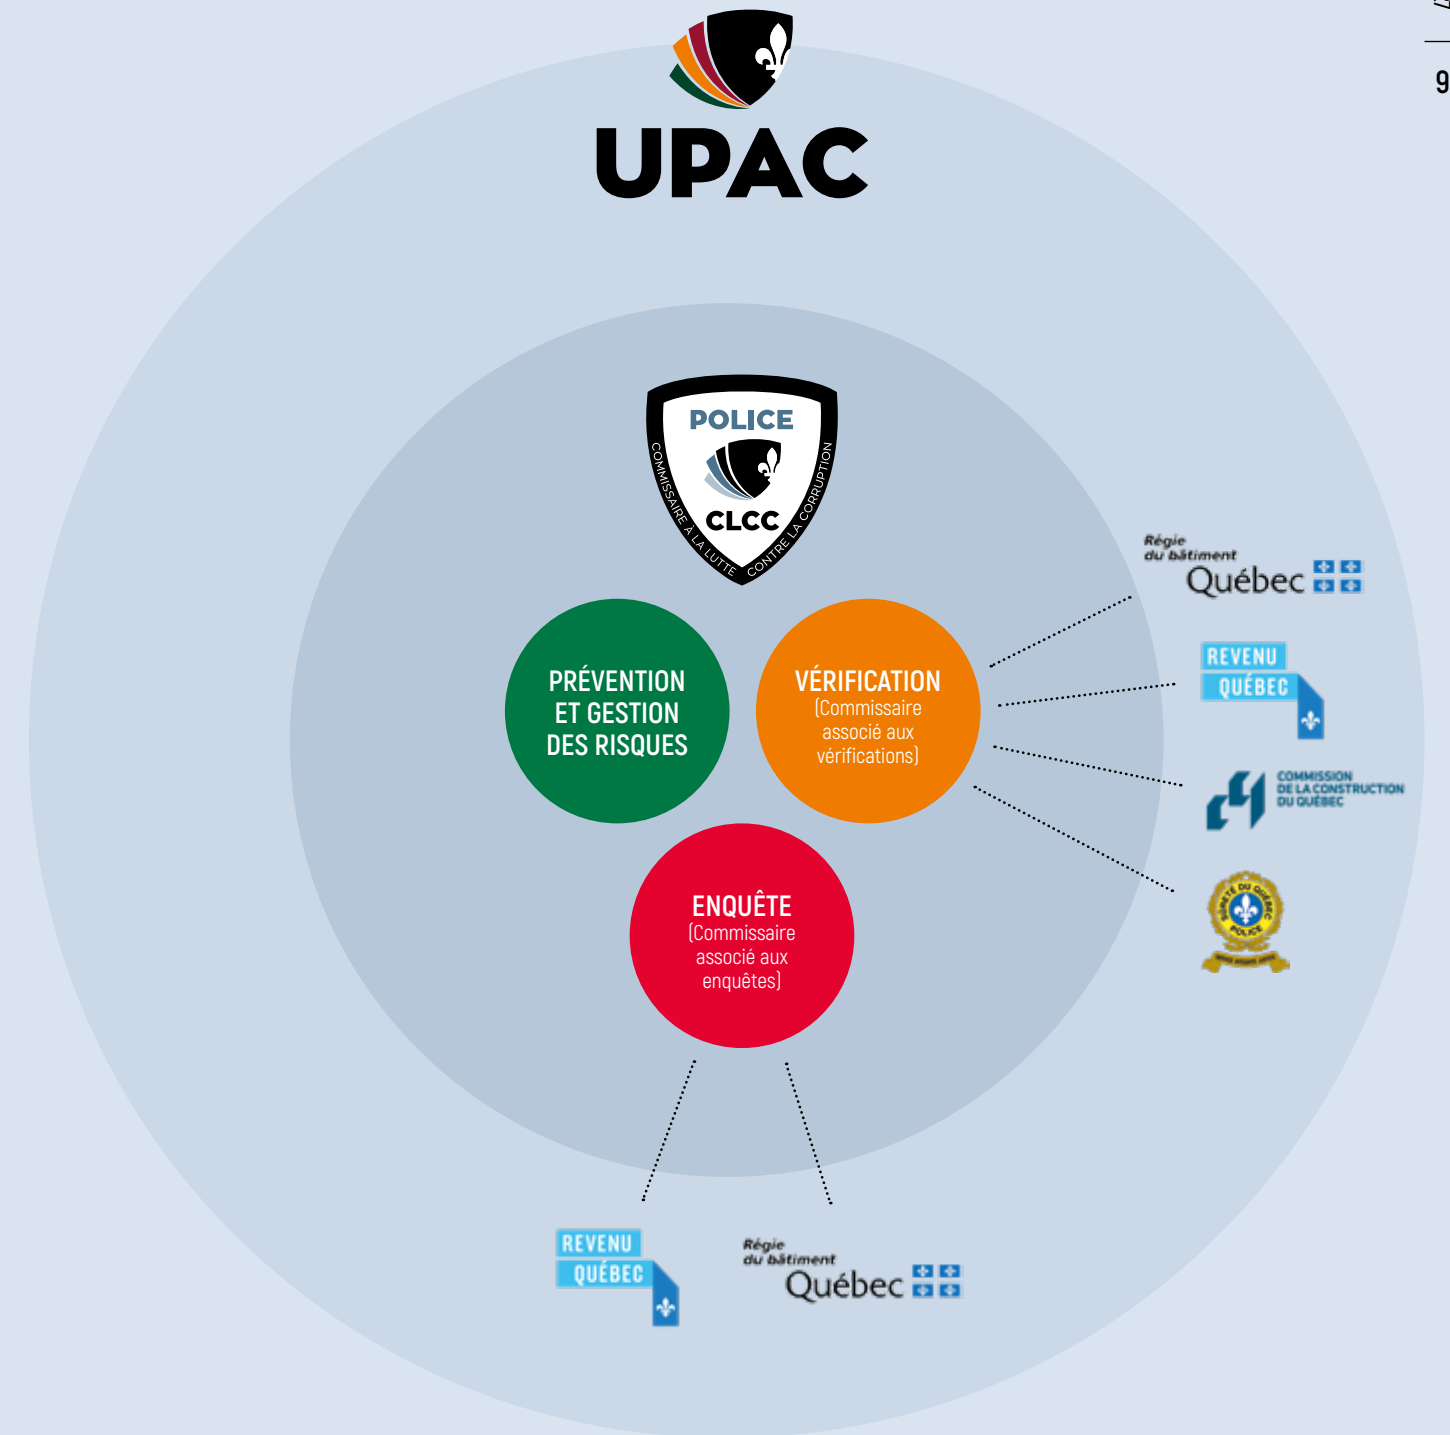 9
UPAC
POLICE
CLCC
COMMISSAIRE À LA LUTTE
CONTRE LA CORRUPTION
PRÉVENTION
ET GESTION
DES RISQUES
VÉRIFICATION
(Commissaire
associé aux
vérifications)
ENQUÊTE
(Commissaire
associé aux
enquêtes)
Régie
du bâtiment
Québec
REVENU
QUÉBEC
COMMISSION
DE LA CONSTRUCTION
DU QUÉBEC
SÛRETÉ DU QUÉBEC
POLICE
REVENU
QUÉBEC
Régie
du bâtiment
Québec